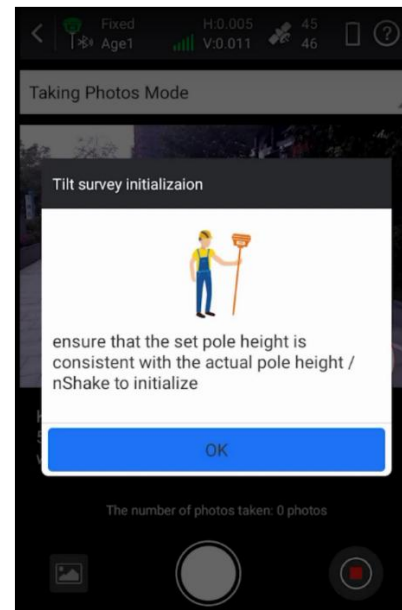 Fixed H:0.005 45
Age1 V:0.011 46
Taking Photos Mode
Tilt survey initializaion
ensure that the set pole height is
consistent with the actual pole height /
nShake to initialize
OK
The number of photos taken: 0 photos